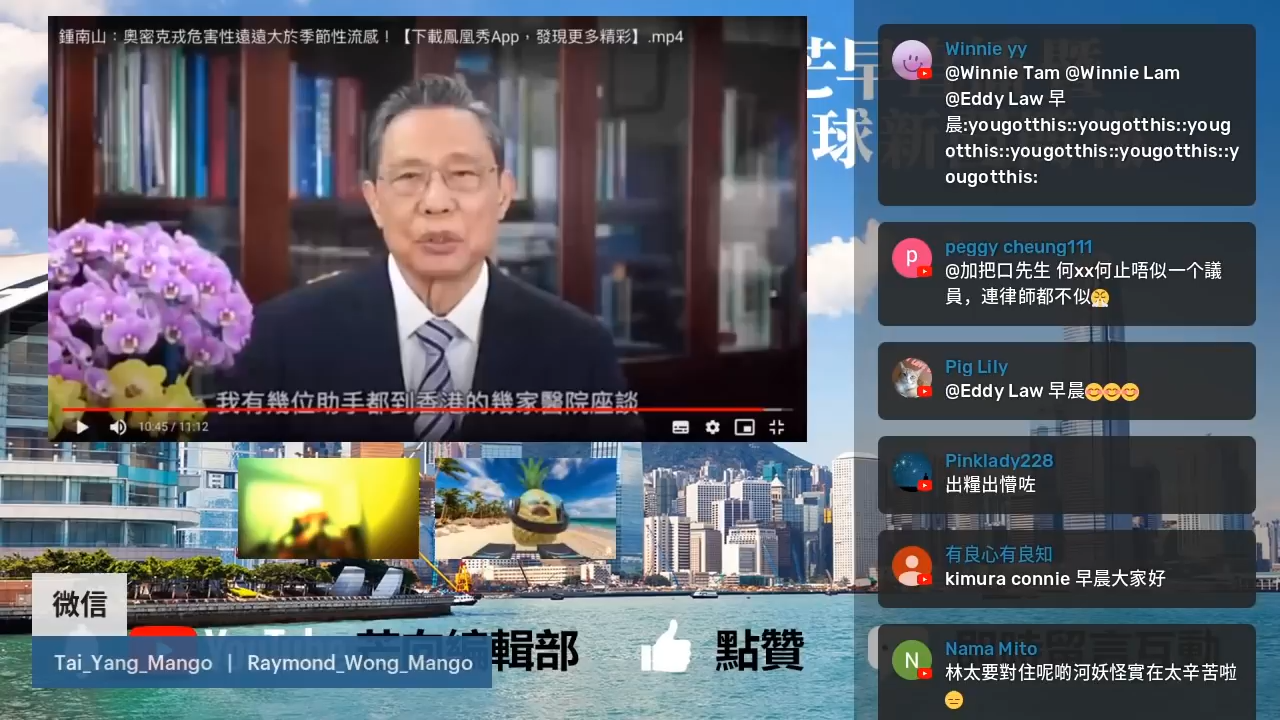 鍾南山：奧密克戎危害性遠遠大於季節性流感！【下載鳳凰秀App，發現更多精彩】.mp4
我有幾位助手都到香港的幾家醫院座談
10:45 / 11:12
球
微信
Tai_Yang_Mango | Raymond_Wong_Mango
編輯部
點贊
Winnie yy
@Winnie Tam @Winnie Lam
@Eddy Law 早
晨:yougotthis::yougotthis::youg
otthis::yougotthis::yougotthis::y
ougotthis:
P
peggy cheung111
@加把口先生 何xx何止唔似一个議
員，連律師都不似😤
Pig Lily
@Eddy Law 早晨😊😊😊
Pinklady228
出糧出懵咗
有良心有良知
kimura connie 早晨大家好
N
Nama Mito
林太要對住呢啲河妖怪實在太辛苦啦
😑